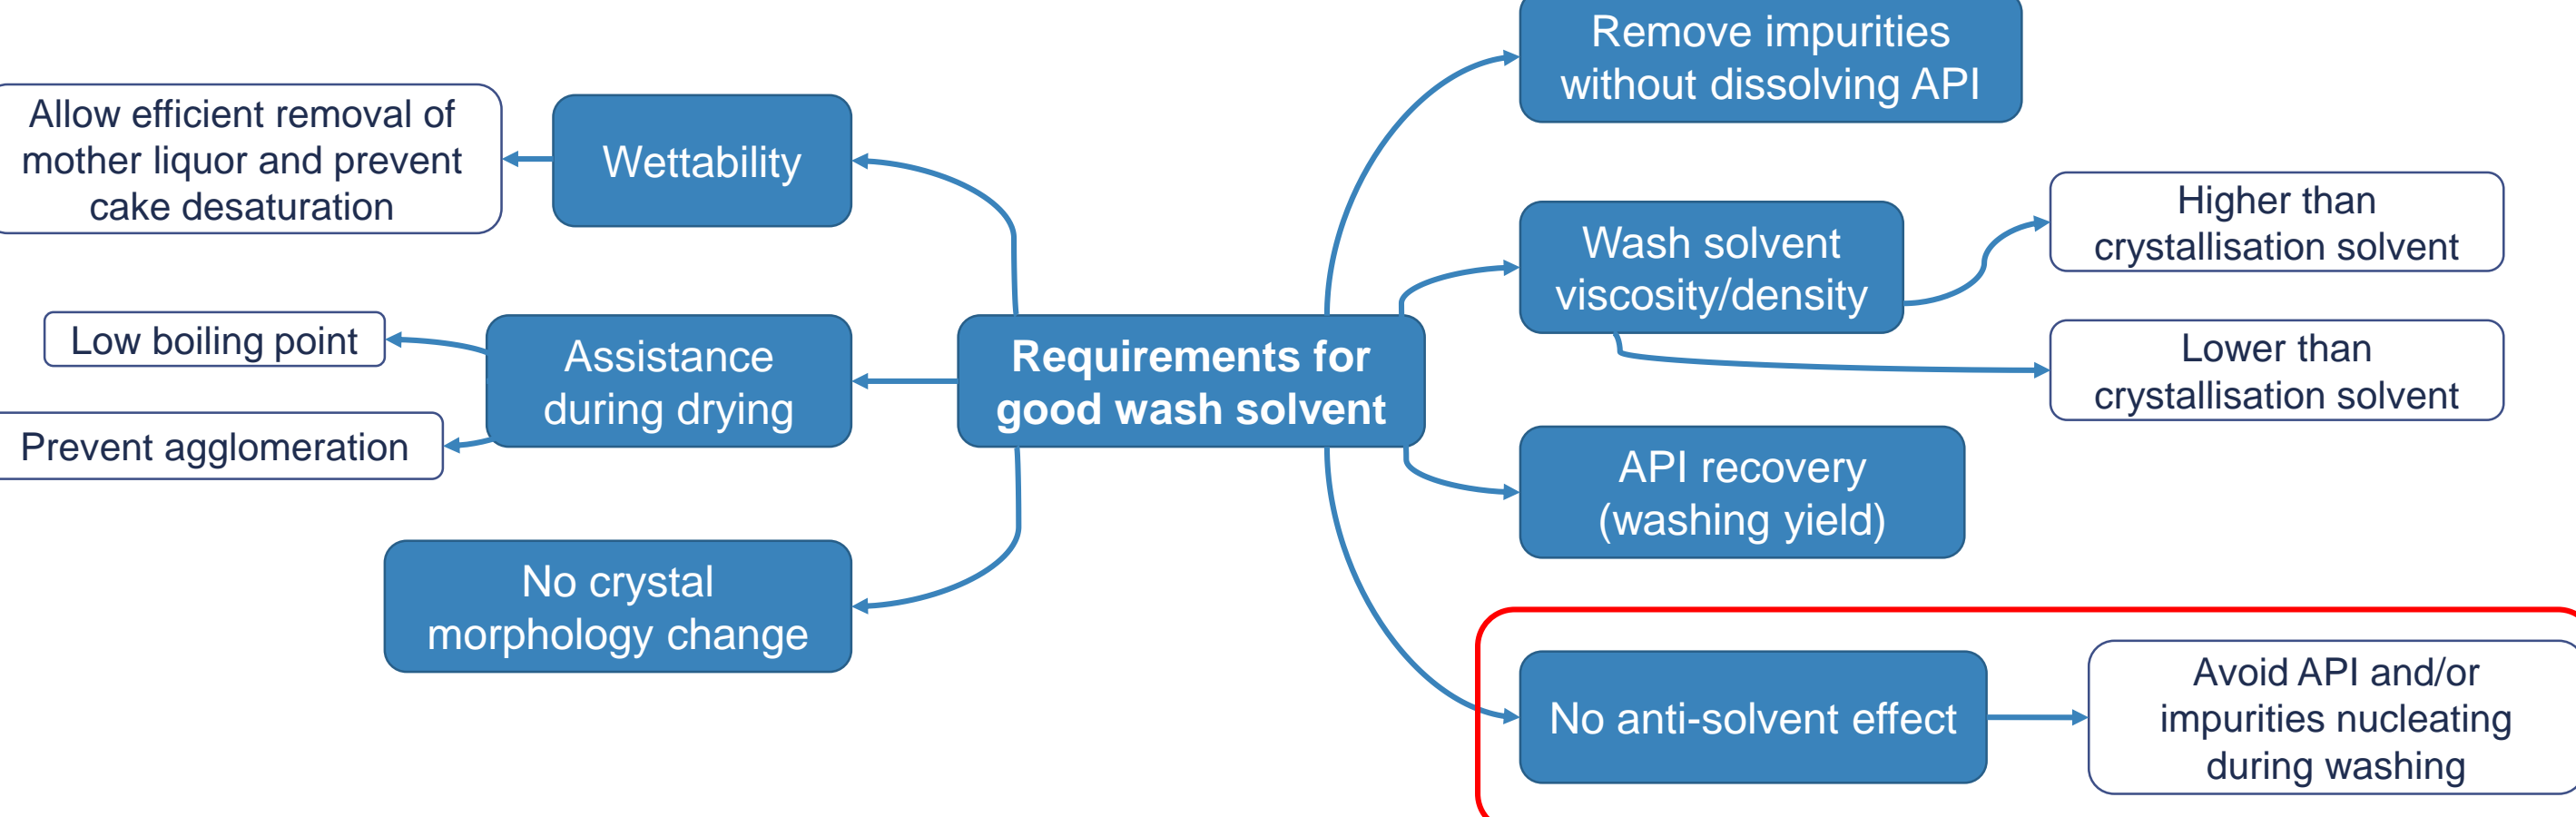 Remove impurities
without dissolving API
Allow efficient removal of
mother liquor and prevent
cake desaturation
Wettability
Wash solvent
viscosity/density
Higher than
crystallisation solvent
Lower than
crystallisation solvent
Low boiling point
Prevent agglomeration
Assistance
during drying
Requirements for
good wash solvent
API recovery
(washing yield)
No crystal
morphology change
No anti-solvent effect
Avoid API and/or
impurities nucleating
during washing